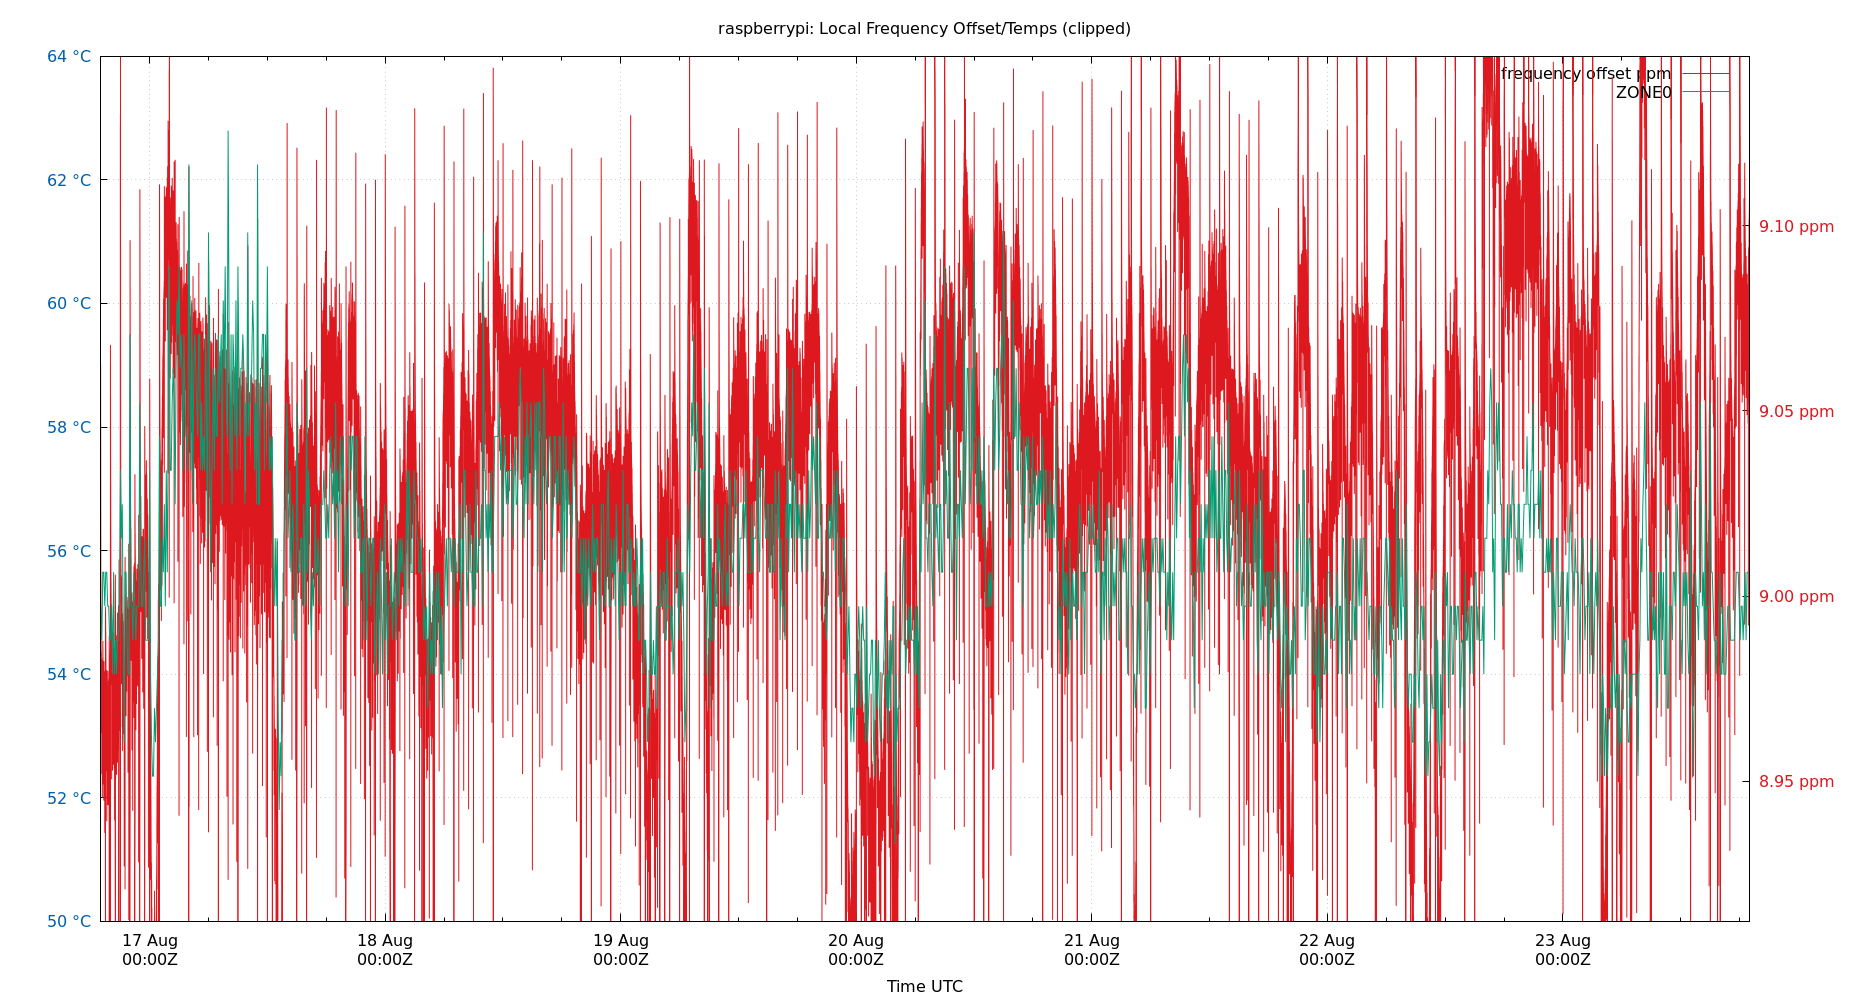 raspberrypi: Local Frequency Offset/Temps (clipped)
64 °C
62 °C
60 °C
58 °C
56 °C
54 °C
52 °C
50 °C
frequency offset ppm
ZONE0
9.10 ppm
9.05 ppm
9.00 ppm
8.95 ppm
17 Aug
00:00Z
18 Aug
00:00Z
19 Aug
00:00Z
20 Aug
00:00Z
21 Aug
00:00Z
22 Aug
00:00Z
23 Aug
00:00Z
Time UTC